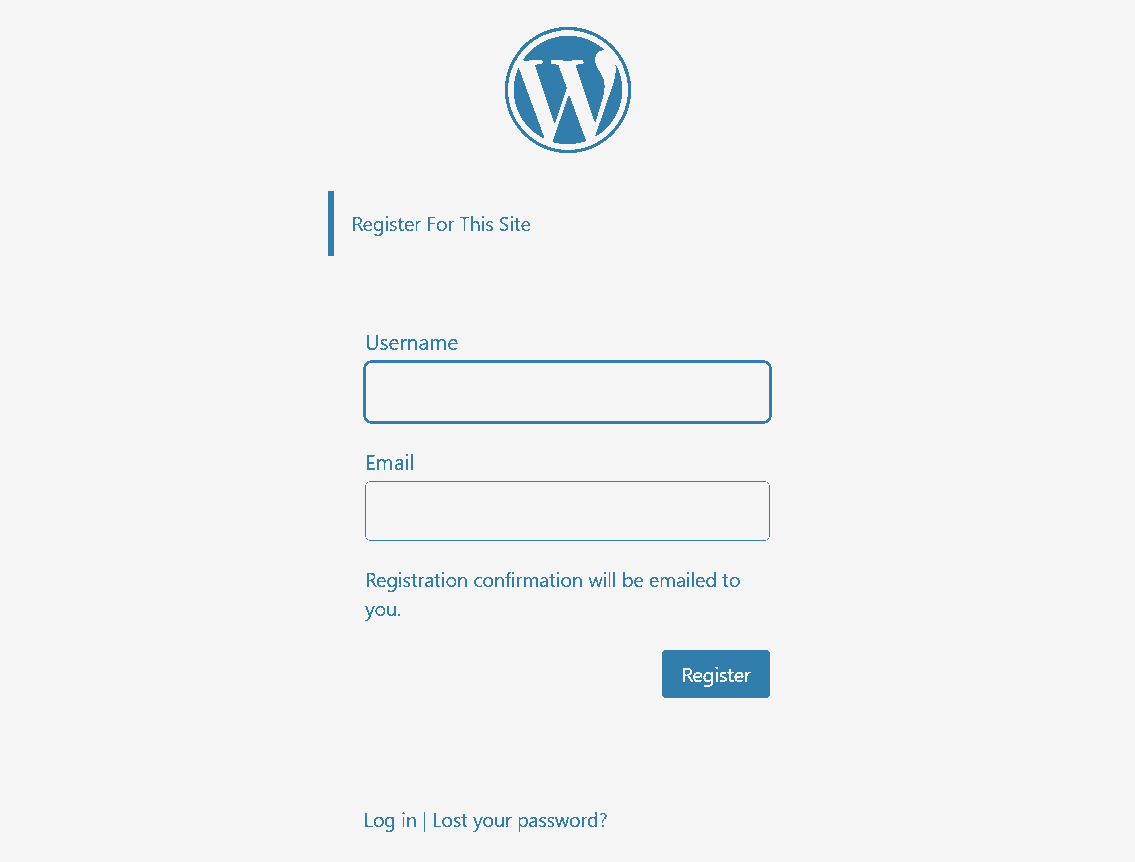 Register For This Site
Username
Email
Registration confirmation will be emailed to
you.
Register
Log in | Lost your password?